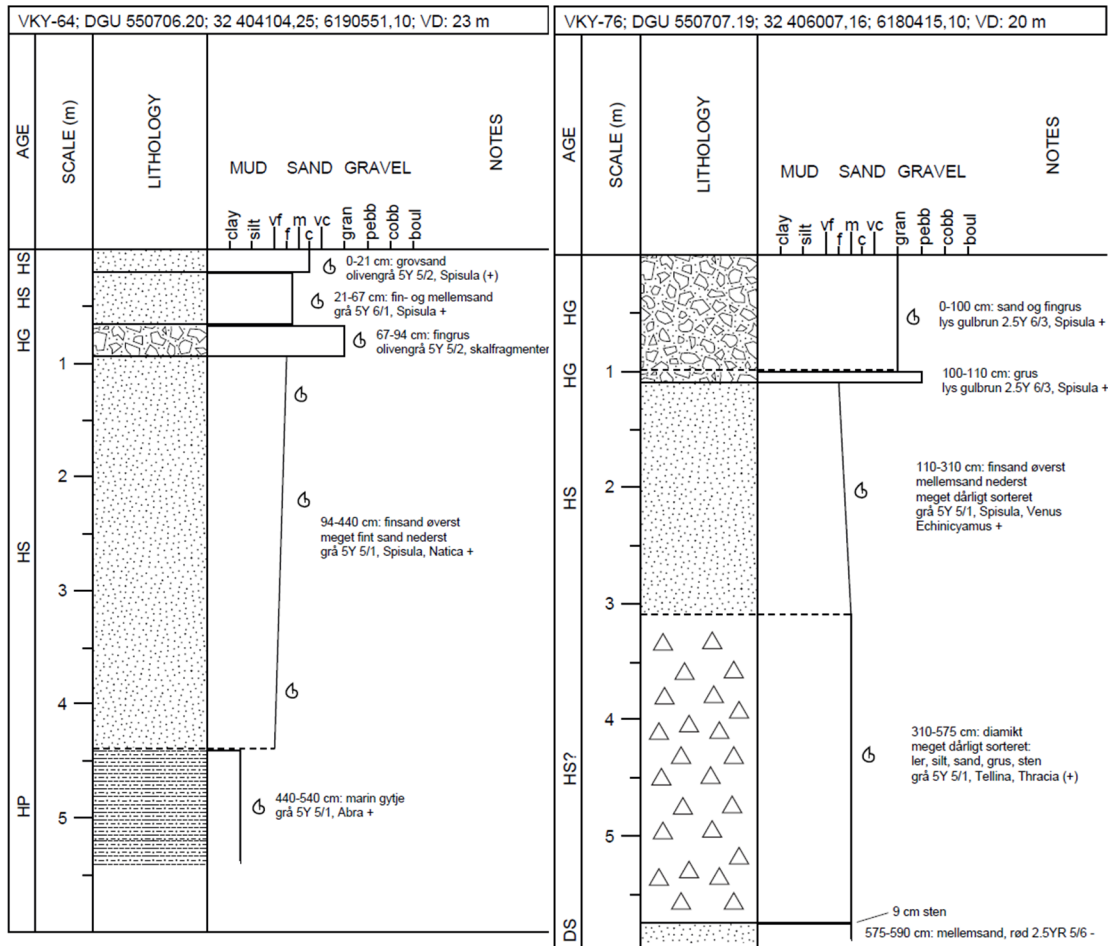 VKY-64; DGU 550706.20; 32 404104,25; 6190551,10; VD: 23 m
AGE
SCALE (m)
LITHOLOGY
MUD SAND GRAVEL
NOTES
clay
silt
vf
f
m
c
vc
gran
pebb
cobb
boul
HS
0-21 cm: grovsand
olivengrå 5Y 5/2, Spisula (+)
HS
21-67 cm: fin- og mellemsand
grå 5Y 6/1, Spisula +
HG
67-94 cm: fingrus
olivengrå 5Y 5/2, skalfragmenter
1
2
HS
94-440 cm: finsand øverst
meget fint sand nederst
grå 5Y 5/1, Spisula, Natica +
3
4
HP
440-540 cm: marin gytje
grå 5Y 5/1, Abra +
5
VKY-76; DGU 550707.19; 32 406007,16; 6180415,10; VD: 20 m
AGE
SCALE (m)
LITHOLOGY
MUD SAND GRAVEL
NOTES
clay
silt
vf
f
m
c
vc
gran
pebb
cobb
boul
HG
0-100 cm: sand og fingrus
lys gulbrun 2.5Y 6/3, Spisula +
1
HG
100-110 cm: grus
lys gulbrun 2.5Y 6/3, Spisula +
HS
110-310 cm: finsand øverst
mellemsand nederst
meget dårligt sorteret
grå 5Y 5/1, Spisula, Venus
Echinicyamus +
2
3
4
HS?
310-575 cm: diamikt
meget dårligt sorteret:
ler, silt, sand, grus, sten
grå 5Y 5/1, Tellina, Thracia (+)
5
9 cm sten
DS
575-590 cm: mellemsand, rød 2.5YR 5/6 -